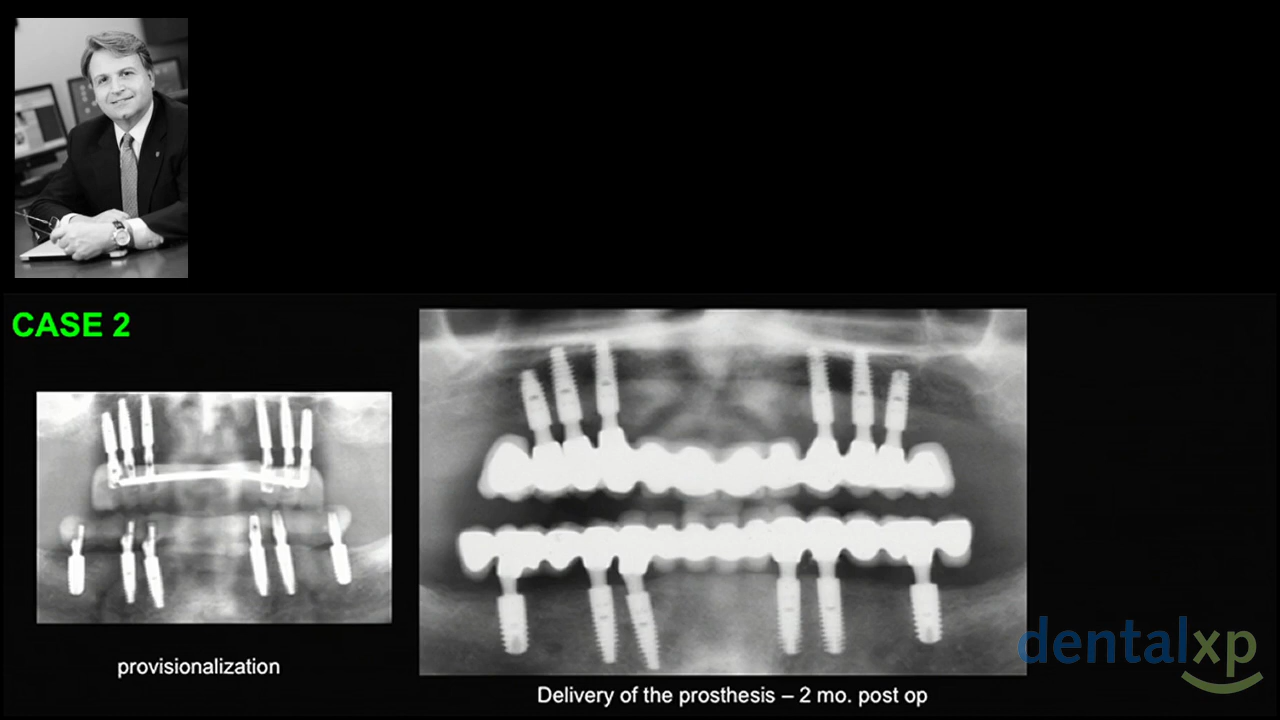 CASE 2
provisionalization
Delivery of the prosthesis – 2 mo. post op
dentalxp